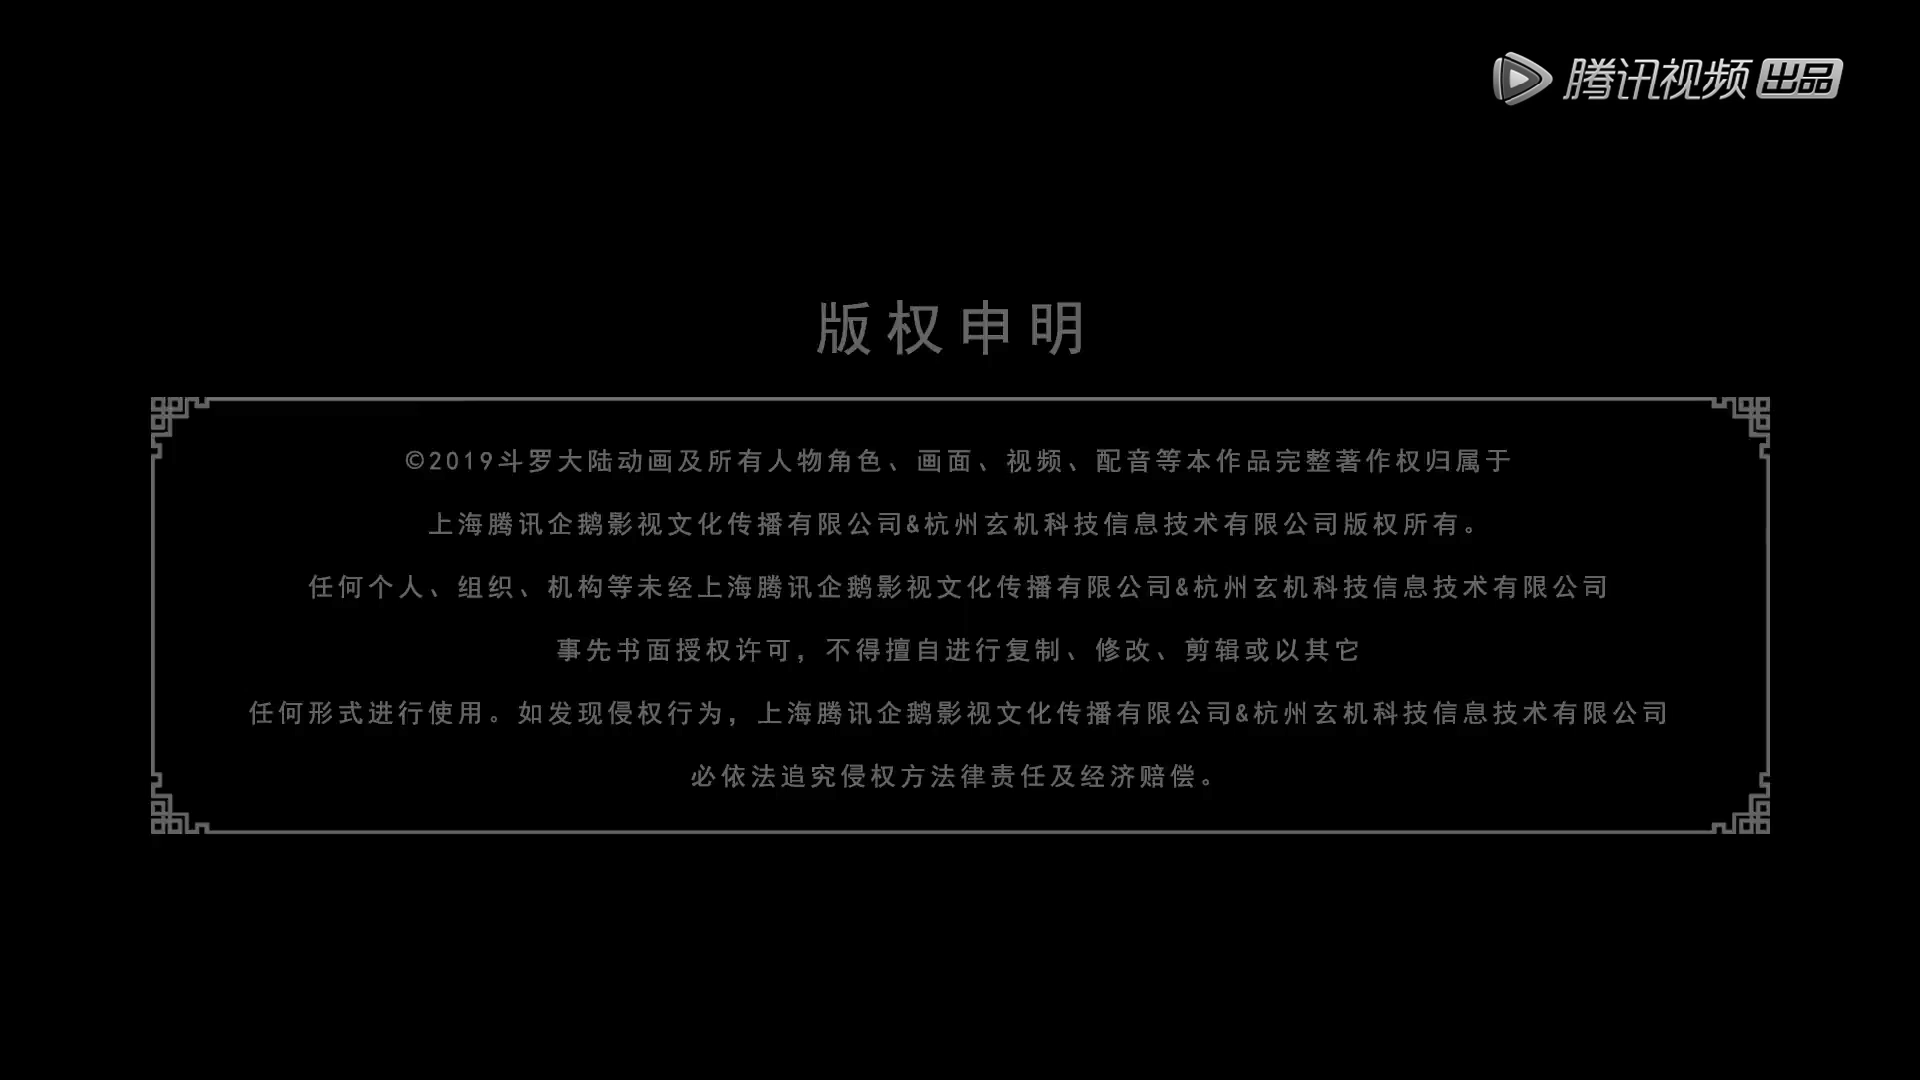 腾讯视频 出品
版权申明
©2019斗罗大陆动画及所有人物角色、画面、视频、配音等本作品完整著作权归属于
上海腾讯企鹅影视文化传播有限公司&杭州玄机科技信息技术有限公司版权所有。
任何个人、组织、机构等未经上海腾讯企鹅影视文化传播有限公司&杭州玄机科技信息技术有限公司
事先书面授权许可，不得擅自进行复制、修改、剪辑或以其它
任何形式进行使用。如发现侵权行为，上海腾讯企鹅影视文化传播有限公司&杭州玄机科技信息技术有限公司
必依法追究侵权方法律责任及经济赔偿。